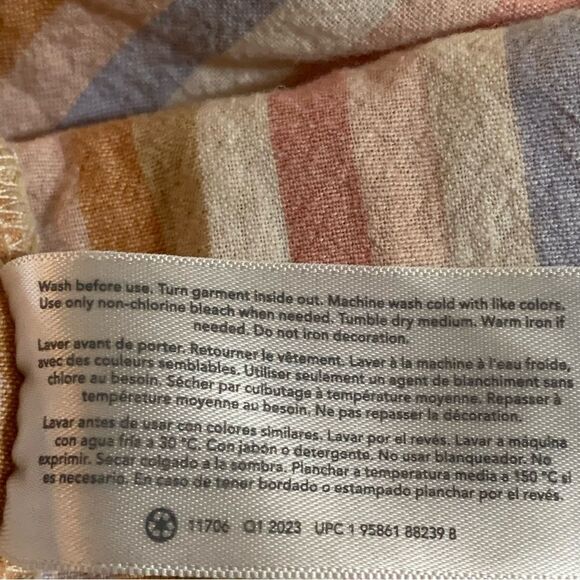 Wash before use. Turn garment inside out. Machine wash cold with like colors.
Use only non-chlorine bleach when needed. Tumble dry medium. Warm iron if
needed. Do not iron decoration.
Laver avant de porter. Retourner le vêtement. Laver à la machine à l'eau froide,
avec des couleurs semblables. Utiliser seulement un agent de blanchiment sans
chlore au besoin. Sécher par culbutage à température moyenne. Repasser à
température moyenne au besoin. Ne pas repasser la décoration.
Lavar antes de usar con colores similares. Lavar por el revés. Lavar a máquina
con agua fría a 30 °C. Con jabón o detergente. No usar blanqueador. No
exprimir. Secar colgado a la sombra. Planchar a temperatura media a 150 °C si
es necesario. En caso de tener bordado o estampado planchar por el revés.
11706 Q1 2023 UPC 1 95861 88239 8